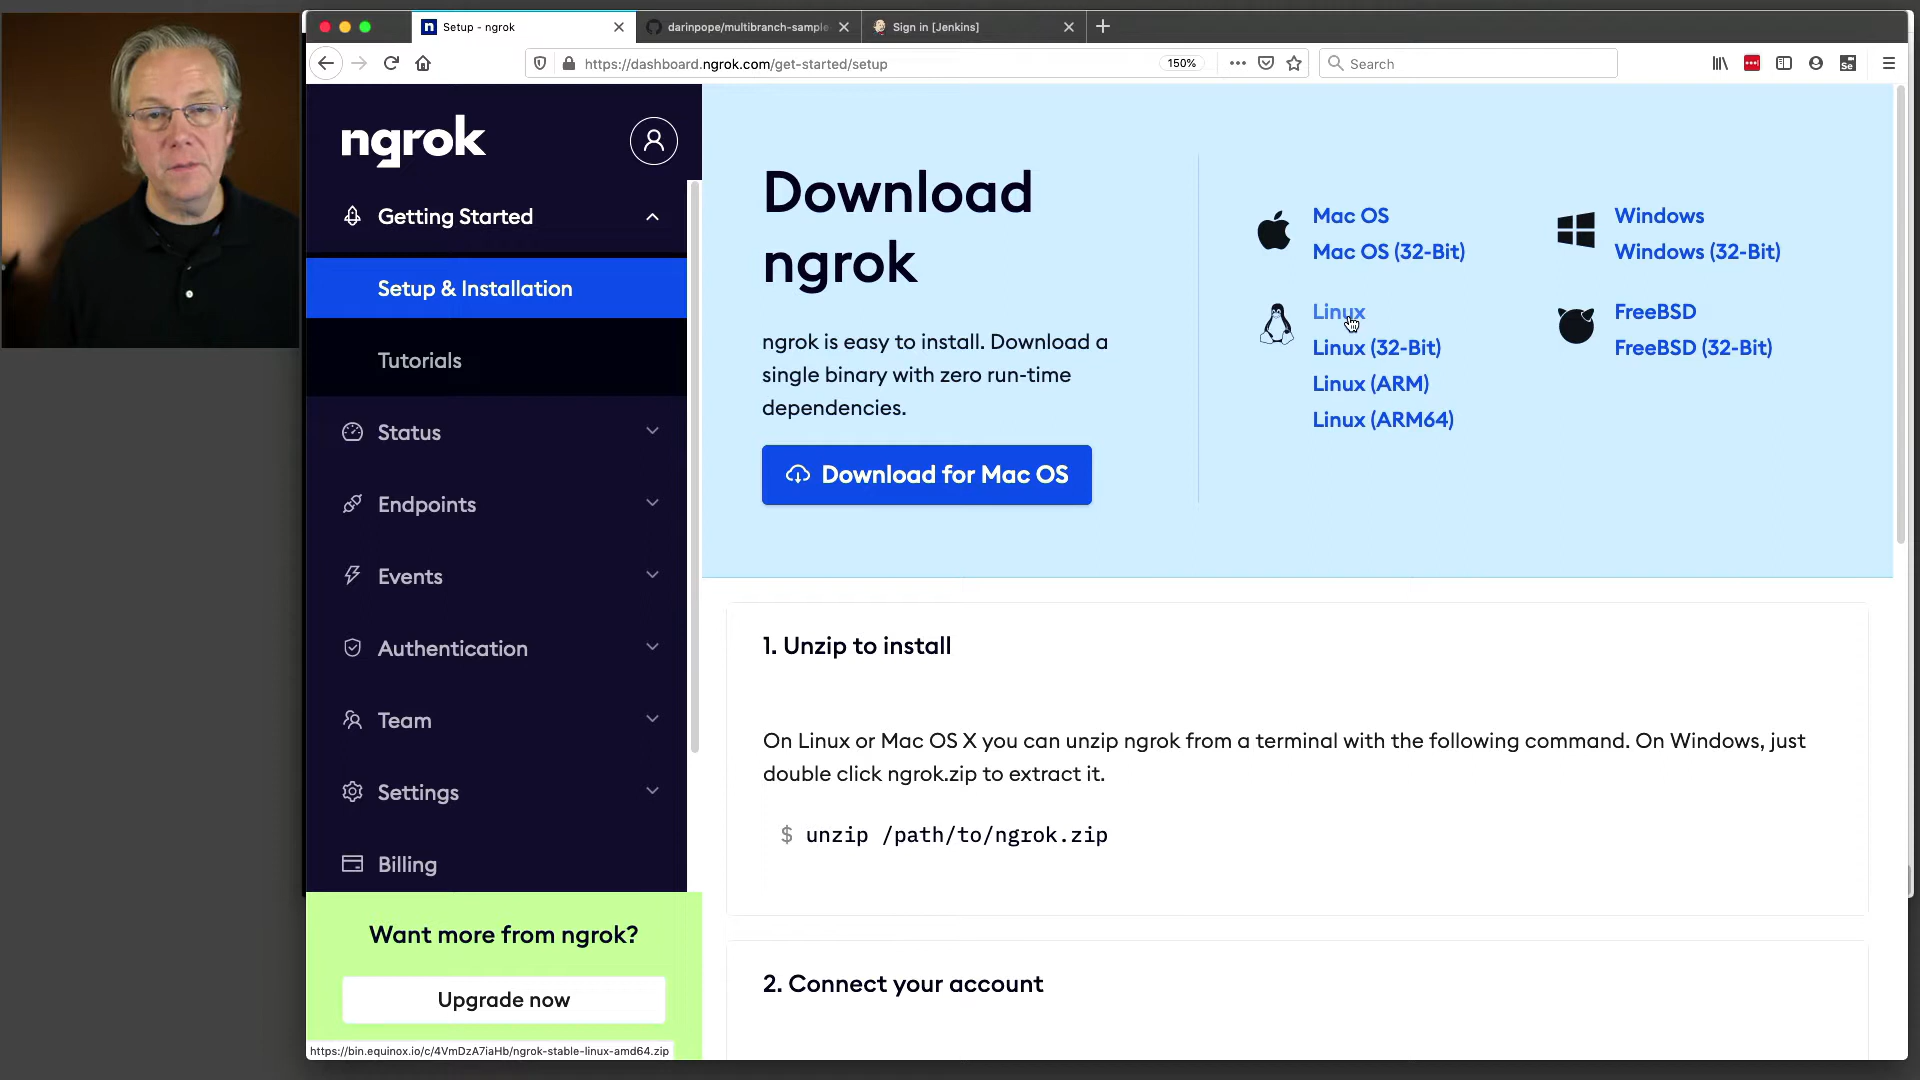 Setup - ngrok
darinpope/multibranch-sample
Sign in [Jenkins]
https://dashboard.ngrok.com/get-started/setup
150%
Search
ngrok
Getting Started
Setup & Installation
Tutorials
Status
Endpoints
Events
Authentication
Team
Settings
Billing
Want more from ngrok?
Upgrade now
https://bin.equinox.io/c/4VmDzA7iaHb/ngrok-stable-linux-amd64.zip
Download
ngrok
ngrok is easy to install. Download a
single binary with zero run-time
dependencies.
Download for Mac OS
Mac OS
Mac OS (32-Bit)
Linux
Linux (32-Bit)
Linux (ARM)
Linux (ARM64)
Windows
Windows (32-Bit)
FreeBSD
FreeBSD (32-Bit)
1. Unzip to install
On Linux or Mac OS X you can unzip ngrok from a terminal with the following command. On Windows, just
double click ngrok.zip to extract it.
$ unzip /path/to/ngrok.zip
2. Connect your account